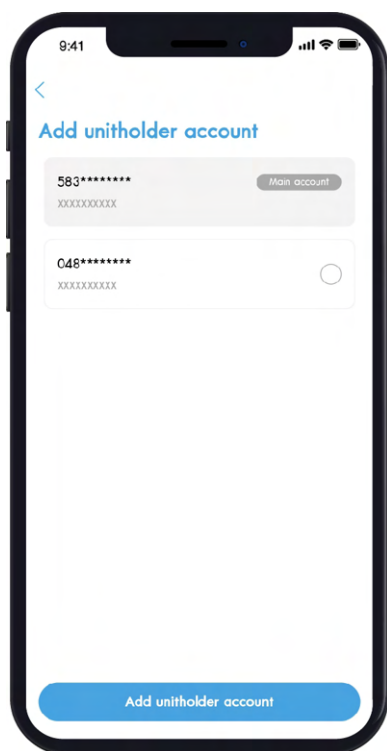 9:41
Add unitholder account
583********
Main account
XXXXXXXXXX
048********
XXXXXXXXXX
Add unitholder account